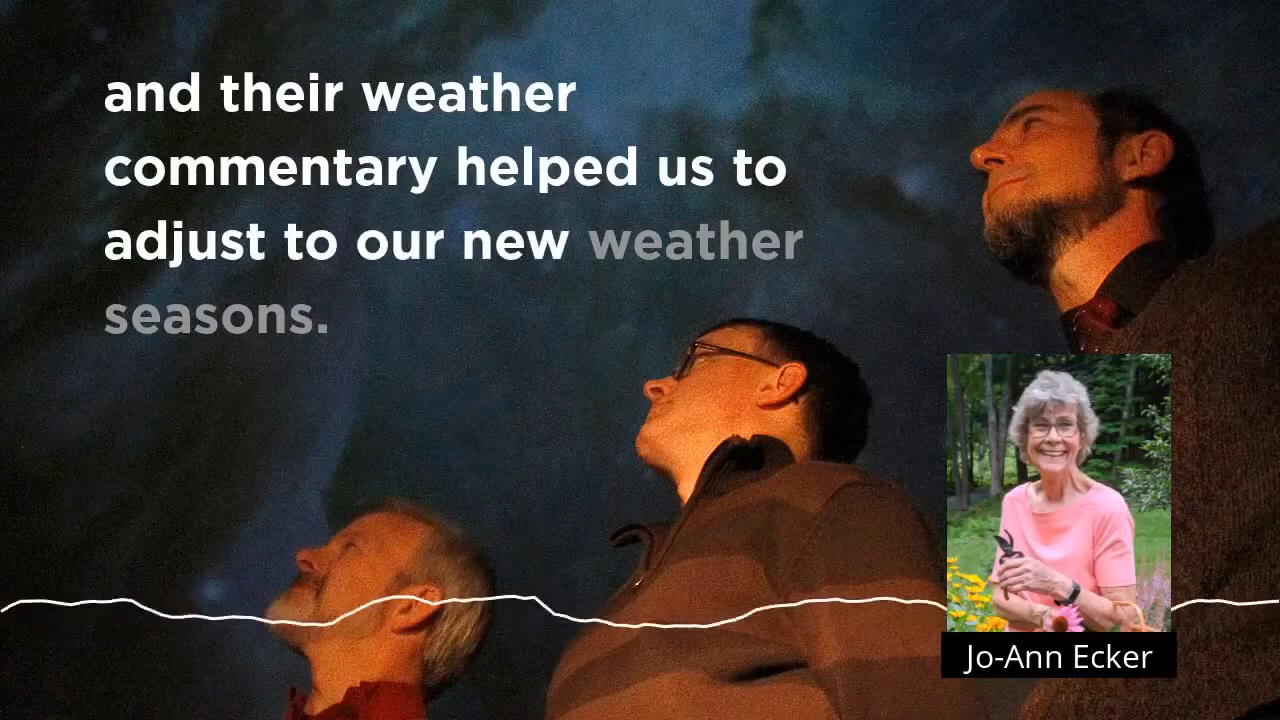 and their weather
commentary helped us to
adjust to our new weather
seasons.
Jo-Ann Ecker